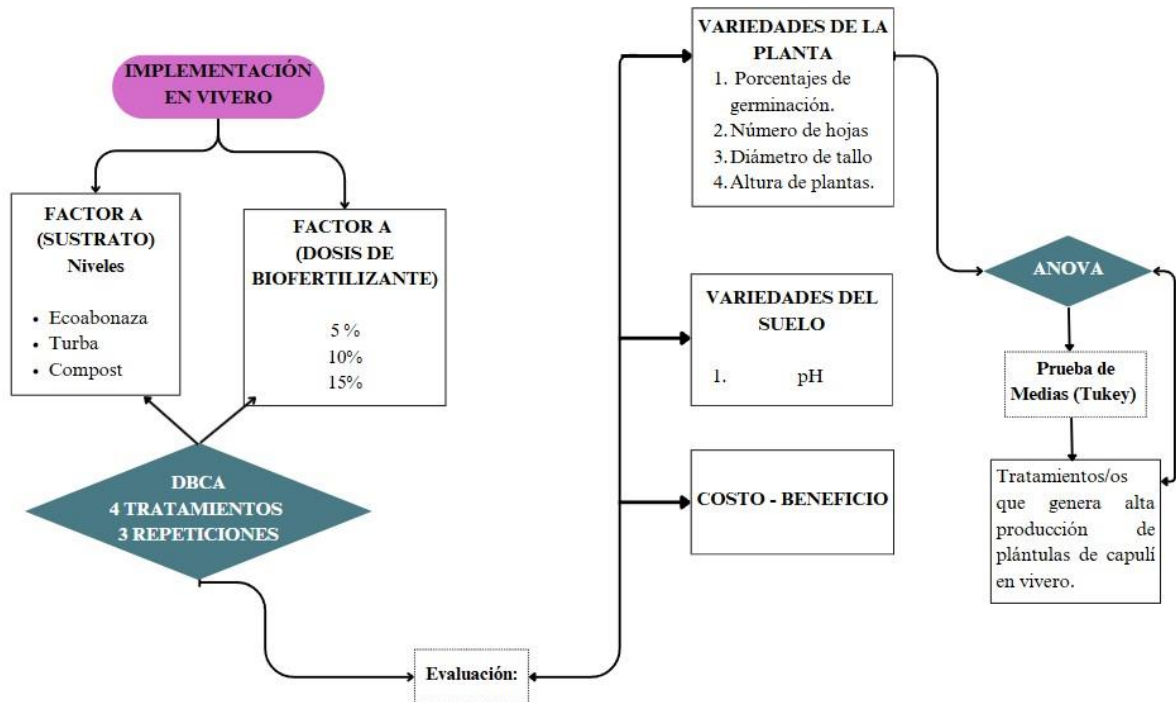 IMPLEMENTACIÓN
EN VIVERO
FACTOR A
(SUSTRATO)
Niveles
• Ecoabonaza
• Turba
• Compost
FACTOR A
(DOSIS DE
BIOFERTILIZANTE)
5 %
10%
15%
DBCA
4 TRATAMIENTOS
3 REPETICIONES
Evaluación:
VARIEDADES DE LA
PLANTA
1. Porcentajes de
germinación.
2. Número de hojas
3. Diámetro de tallo
4. Altura de plantas.
VARIEDADES DEL
SUELO
1. pH
COSTO - BENEFICIO
ANOVA
Prueba de
Medias (Tukey)
Tratamientos/os
que genera alta
producción de
plántulas de capulí
en vivero.